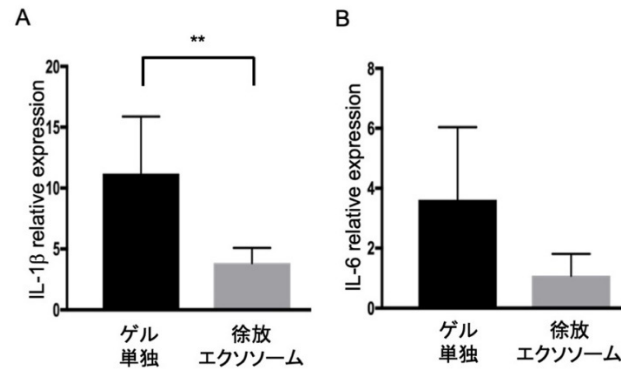 A
**
IL-1β relative expression
20
15
10
5
0
ゲル
単独
徐放
エクソソーム
B
IL-6 relative expression
8
6
4
2
0
ゲル
単独
徐放
エクソソーム